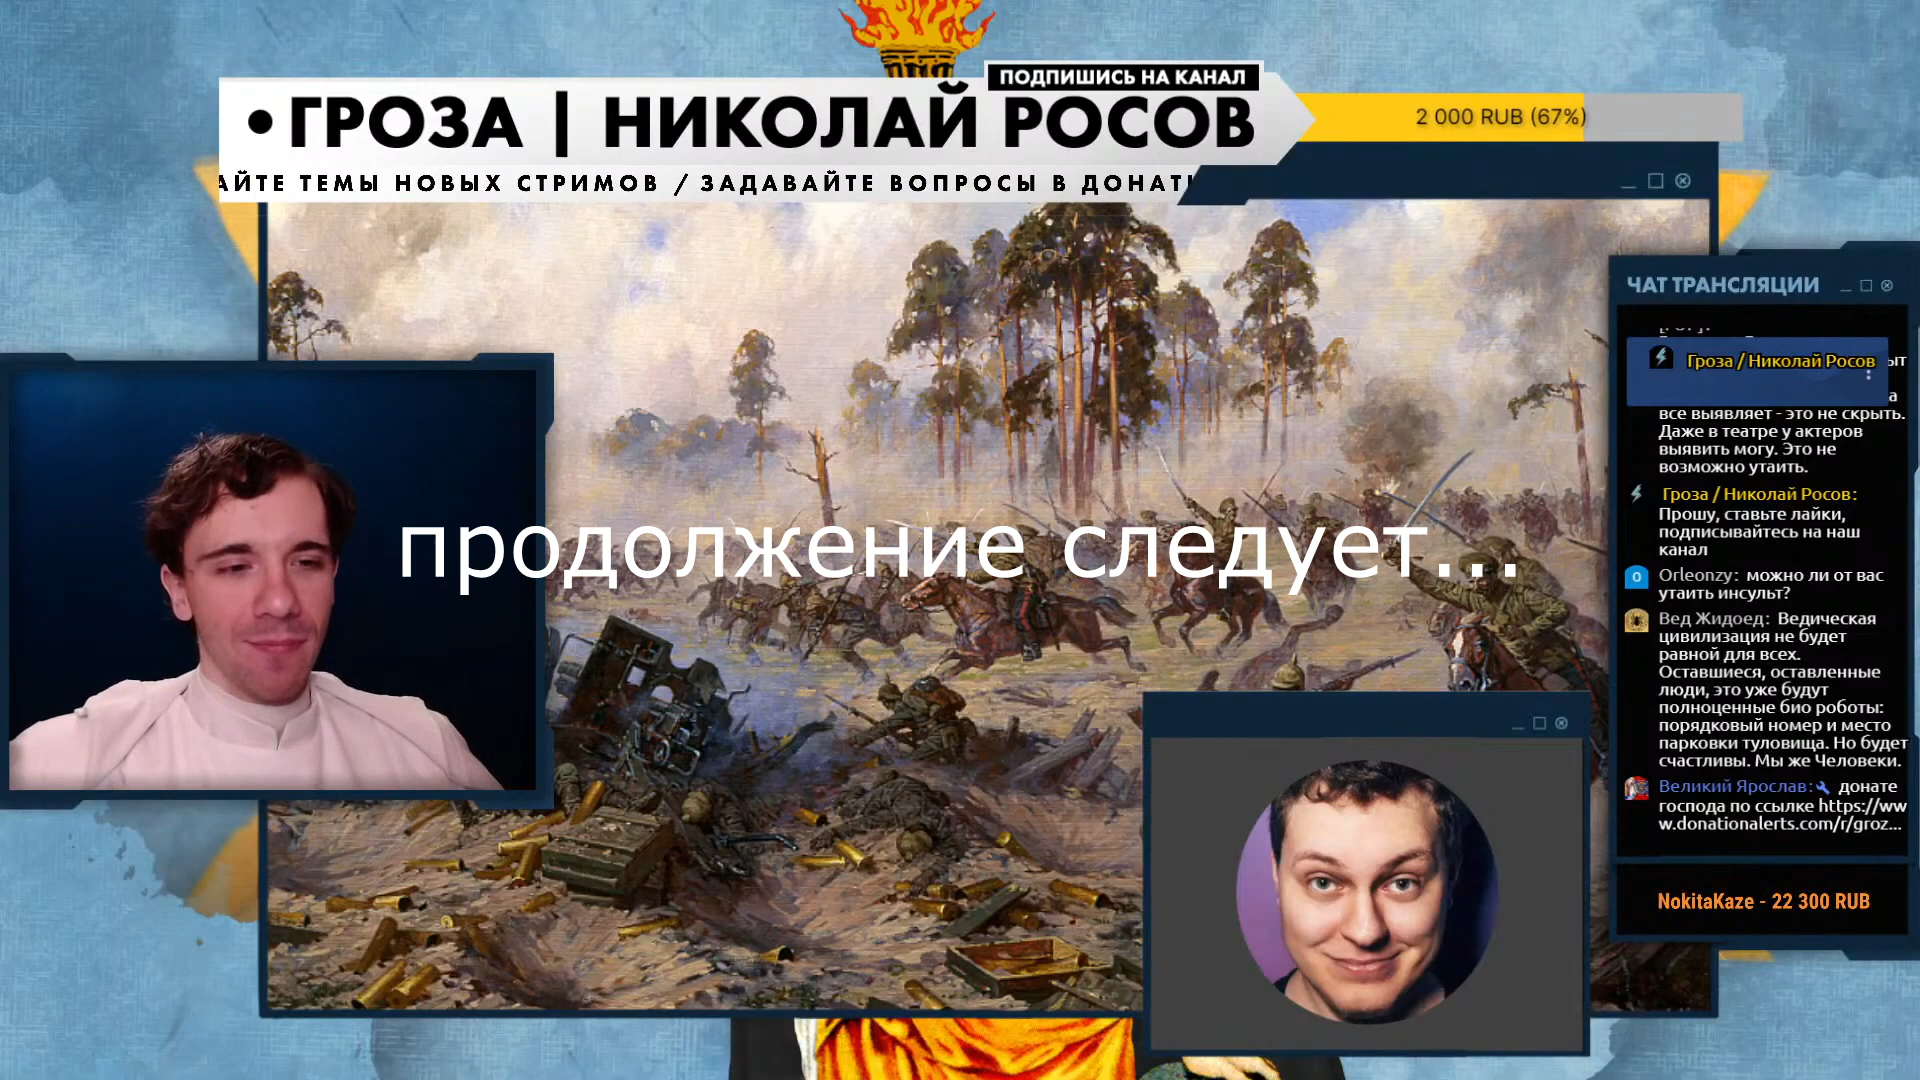 ПОДПИШИСЬ НА КАНАЛ
• ГРОЗА | НИКОЛАЙ РОСОВ
2 000 RUB (67%)
АЙТЕ ТЕМЫ НОВЫХ СТРИМОВ / ЗАДАВАЙТЕ ВОПРОСЫ В ДОНАТ
ЧАТ ТРАНСЛЯЦИИ
Гроза / Николай Росов
ыт
а
все выявляет - это не скрыть.
Даже в театре у актеров
выявить могу. Это не
возможно утаить.
Гроза / Николай Росов:
Прошу, ставьте лайки,
подписывайтесь на наш
канал
Orleonzy: можно ли от вас
утаить инсульт?
Вед Жидоед: Ведическая
цивилизация не будет
равной для всех.
Оставшиеся, оставленные
люди, это уже будут
полноценные био роботы:
порядковый номер и место
парковки туловища. Но будет
счастливы. Мы же Человеки.
Великий Ярослав: донате
господа по ссылке https://ww
w.donationalerts.com/r/groz...
NokitaKaze - 22 300 RUB
продолжение следует...